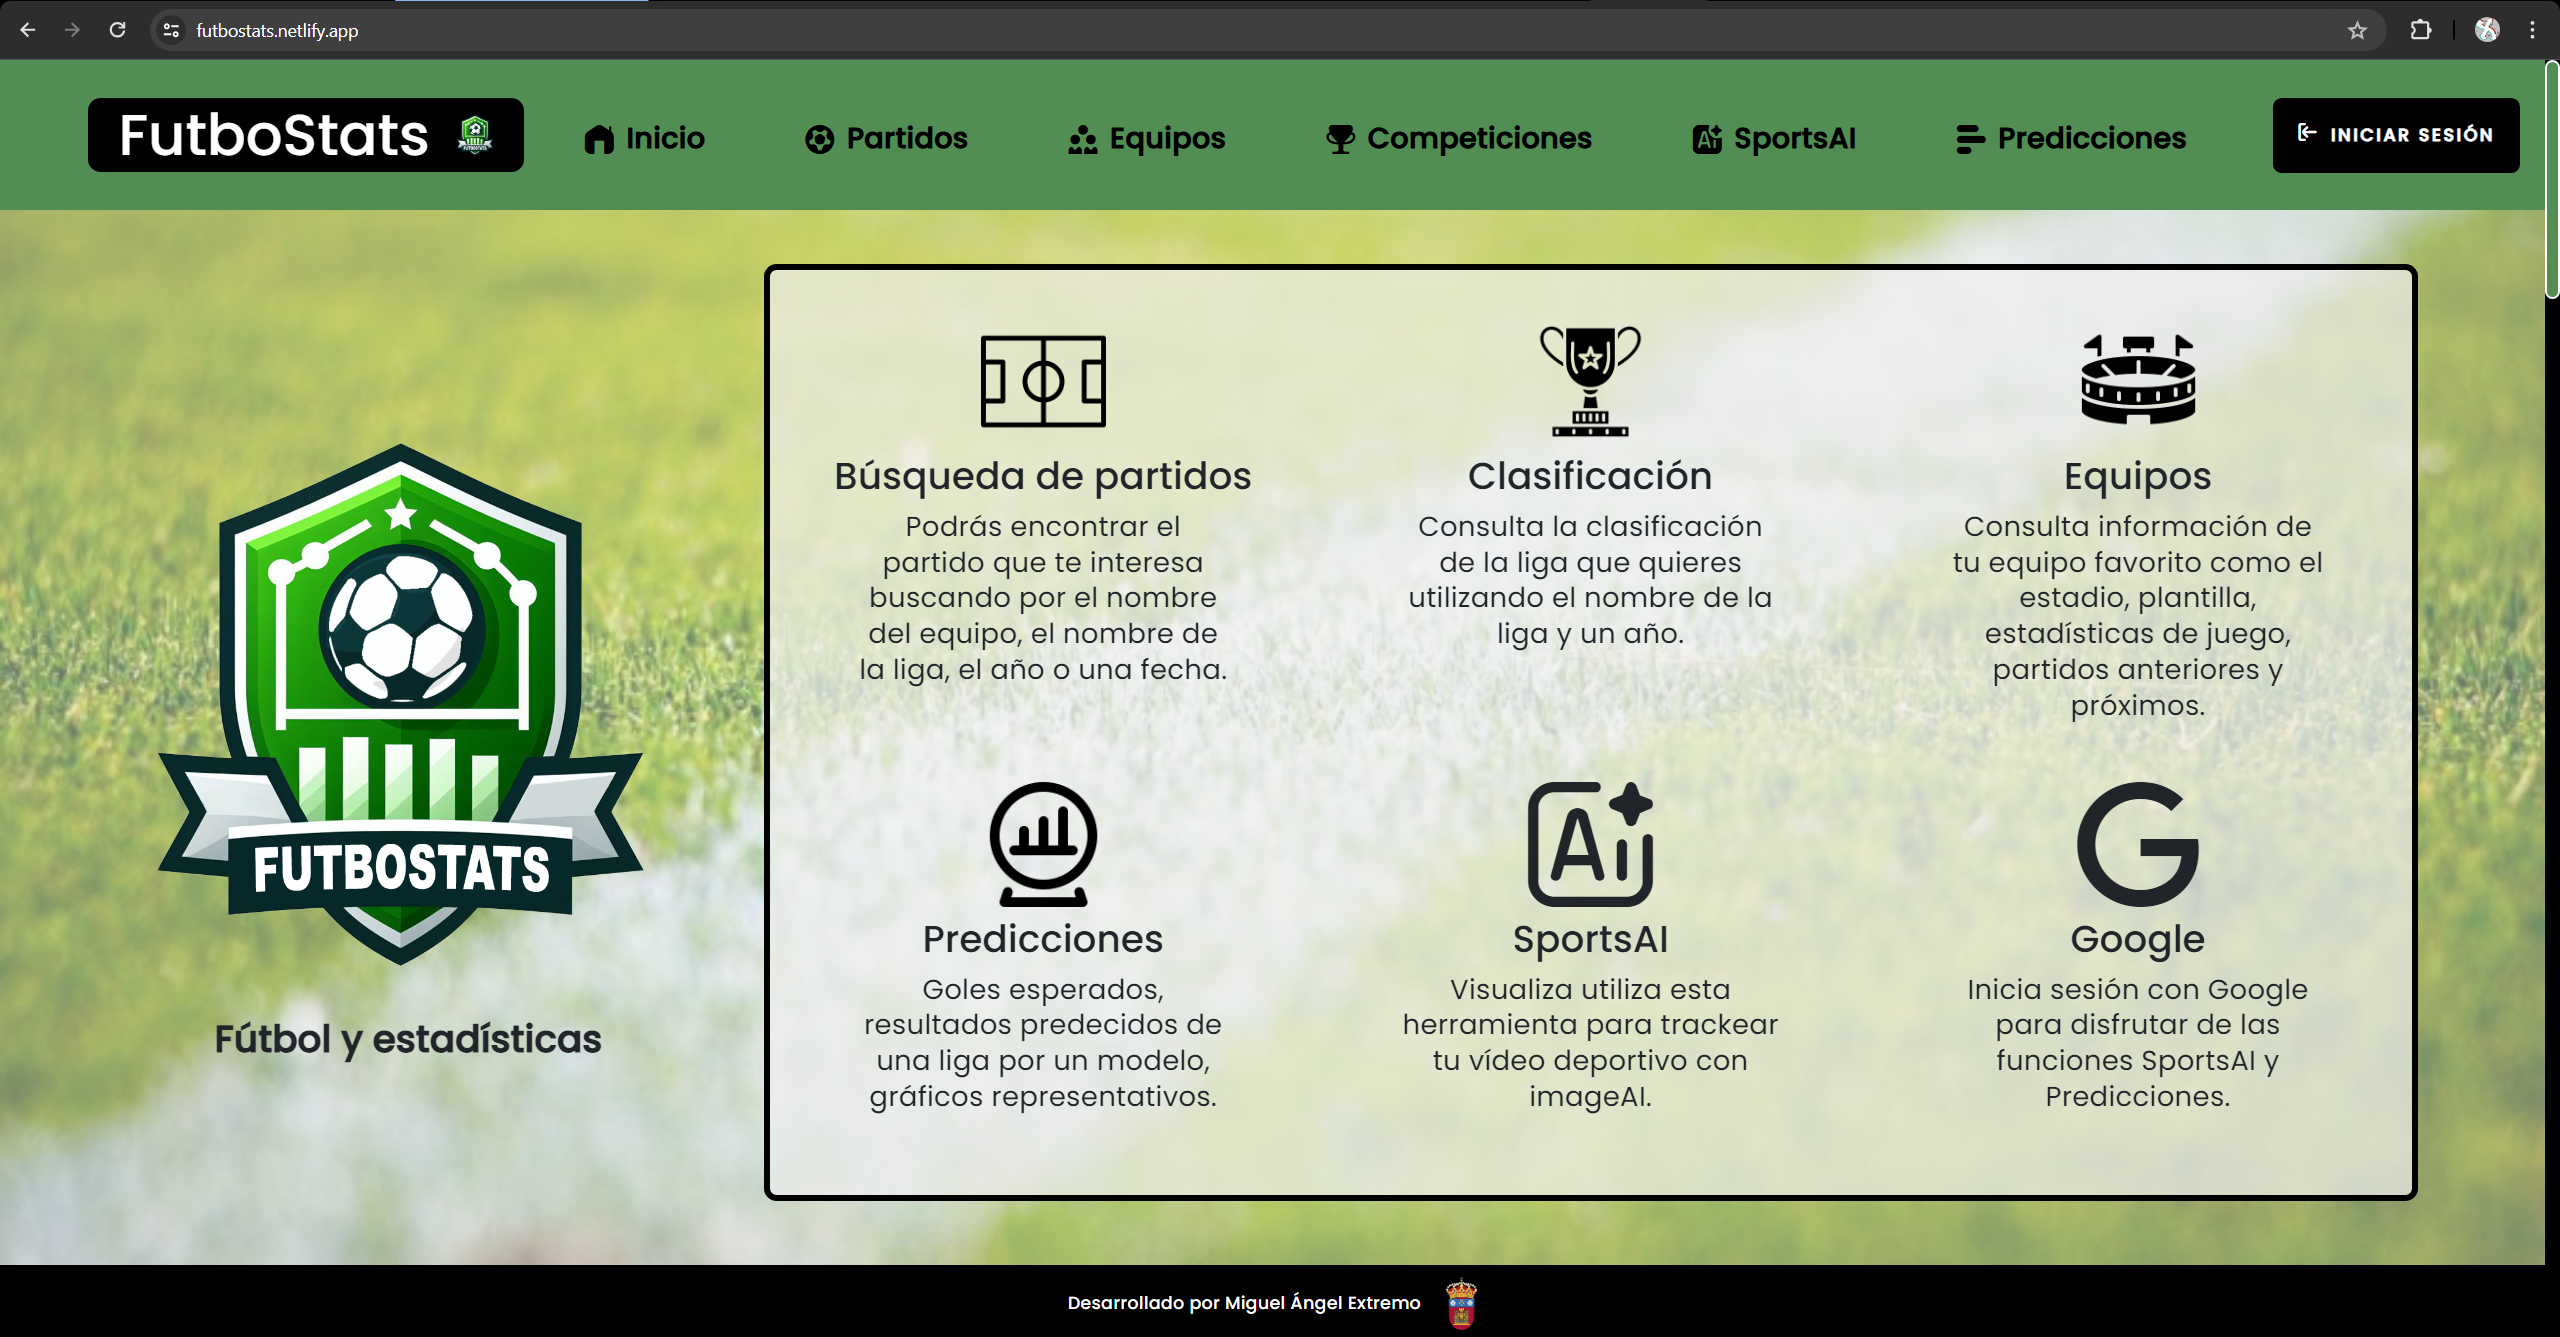 futbostats.netlify.app
FutboStats
Inicio
Partidos
Equipos
Competiciones
SportsAI
Predicciones
INICIAR SESIÓN
FUTBOSTATS
Fútbol y estadísticas
Búsqueda de partidos
Podrás encontrar el
partido que te interesa
buscando por el nombre
del equipo, el nombre de
la liga, el año o una fecha.
Clasificación
Consulta la clasificación
de la liga que quieres
utilizando el nombre de la
liga y un año.
Equipos
Consulta información de
tu equipo favorito como el
estadio, plantilla,
estadísticas de juego,
partidos anteriores y
próximos.
Predicciones
Goles esperados,
resultados predecidos de
una liga por un modelo,
gráficos representativos.
Ai
SportsAI
Visualiza utiliza esta
herramienta para trackear
tu vídeo deportivo con
imageAI.
G
Google
Inicia sesión con Google
para disfrutar de las
funciones SportsAI y
Predicciones.
Desarrollado por Miguel Ángel Extremo